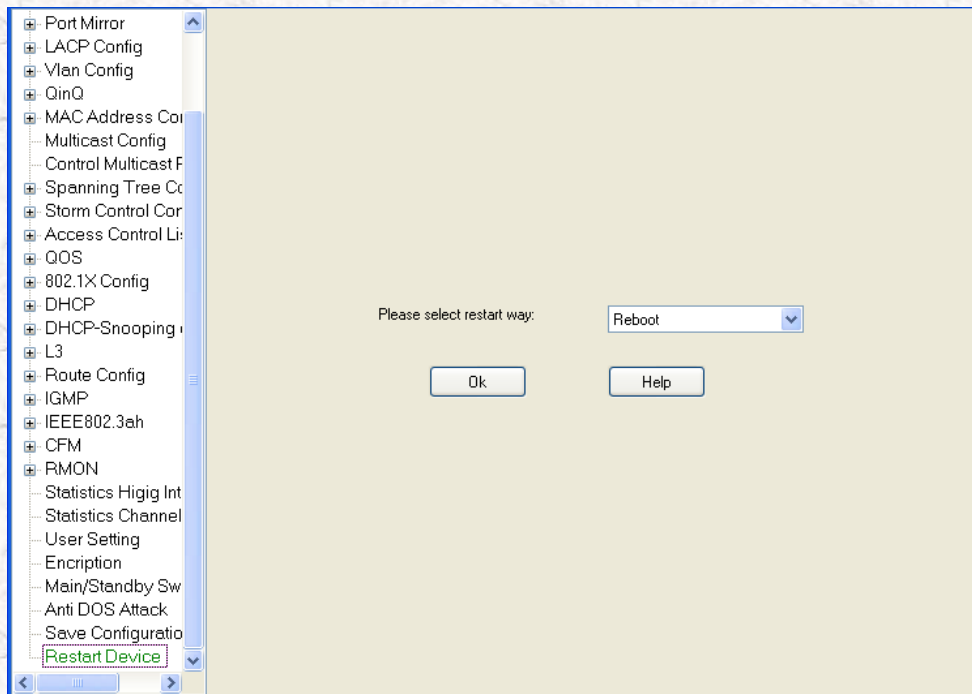 Port Mirror
LACP Config
Vlan Config
QinQ
MAC Address Co
Multicast Config
Control Multicast
Spanning Tree Co
Storm Control Con
Access Control Li
QOS
802.1X Config
DHCP
DHCP-Snooping
L3
Route Config
IGMP
IEEE802.3ah
CFM
RMON
Statistics Higig Int
Statistics Channel
User Setting
Encription
Main/Standby Sw
Anti DOS Attack
Save Configuratio
Restart Device
Please select restart way: Reboot
Ok Help